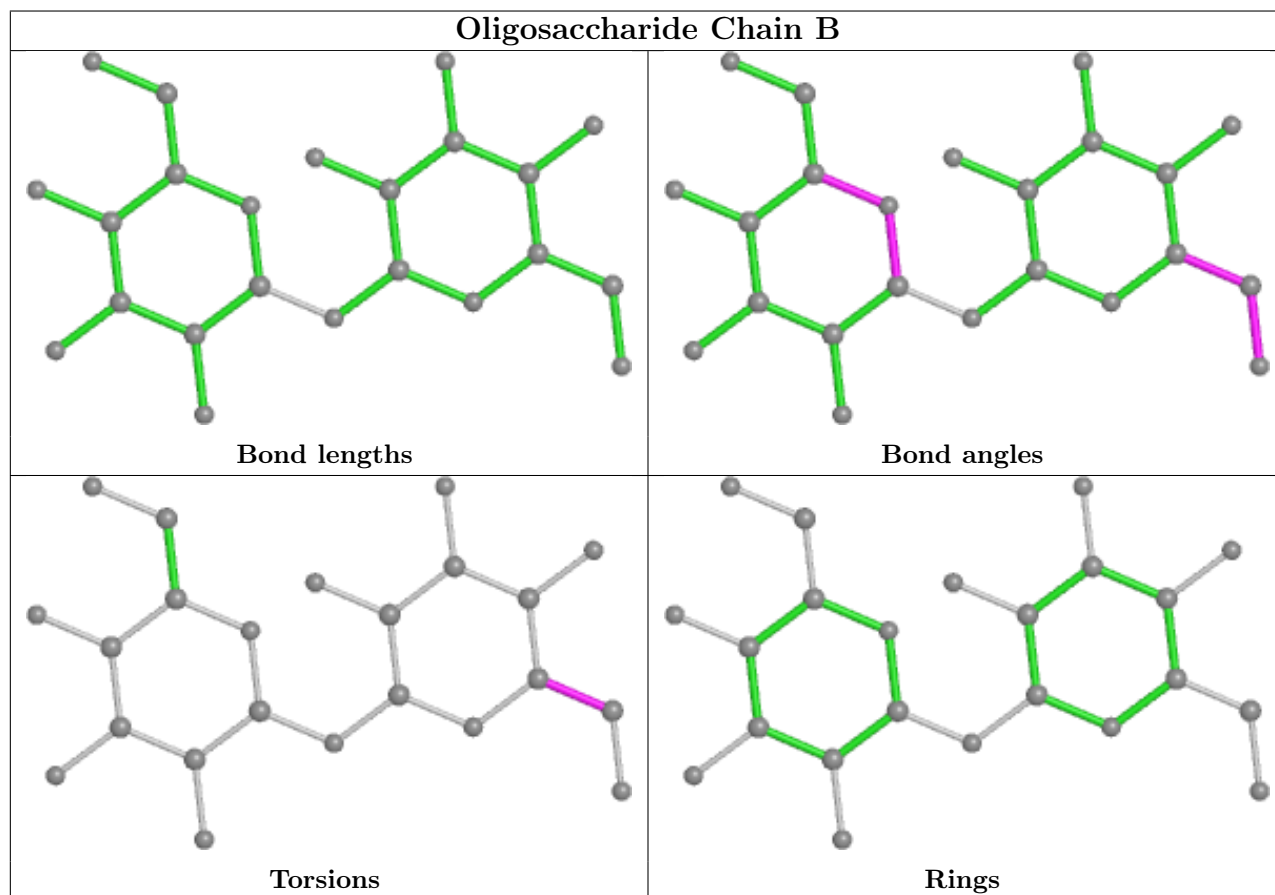 Oligosaccharide Chain B
Bond lengths
Bond angles
Torsions
Rings